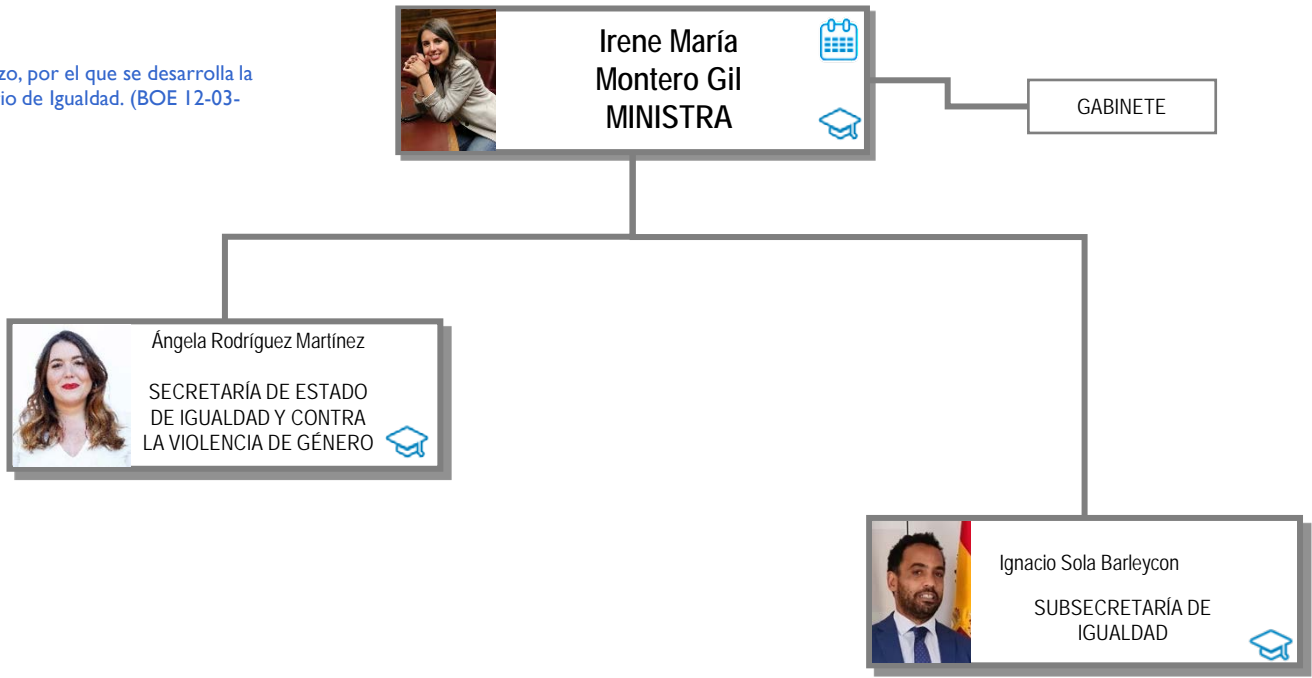 zo, por el que se desarrolla la
io de Igualdad. (BOE 12-03-
Irene María
Montero Gil
MINISTRA
GABINETE
Ángela Rodríguez Martínez
SECRETARÍA DE ESTADO
DE IGUALDAD Y CONTRA
LA VIOLENCIA DE GÉNERO
Ignacio Sola Barleycon
SUBSECRETARÍA DE
IGUALDAD